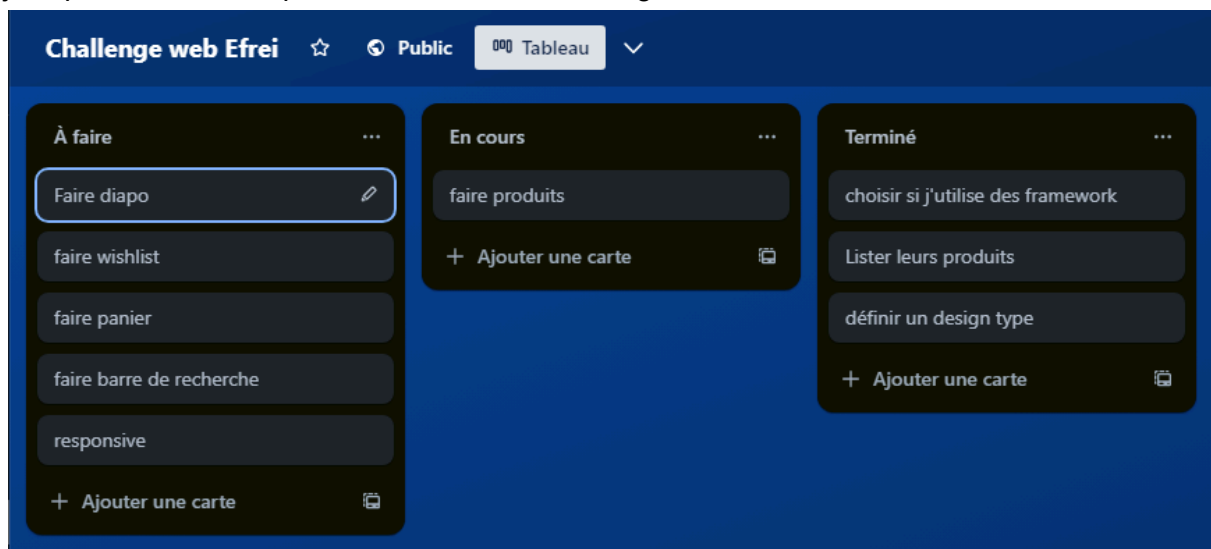 Challenge web Efrei Public Tableau
À faire
Faire diapo
faire wishlist
faire panier
faire barre de recherche
responsive
Ajouter une carte
En cours
faire produits
Ajouter une carte
Terminé
choisir si j'utilise des framework
Lister leurs produits
définir un design type
Ajouter une carte